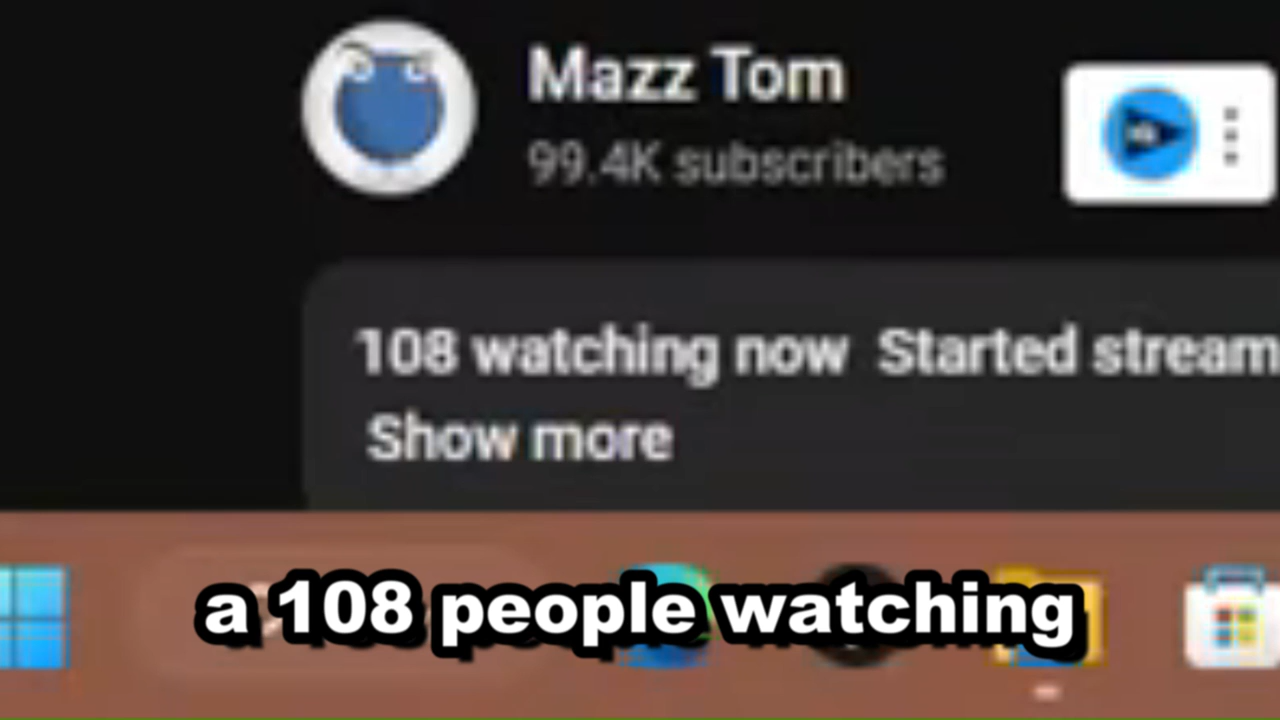 Mazz Tom
99.4K subscribers
108 watching now Started stream
Show more
a 108 people watching